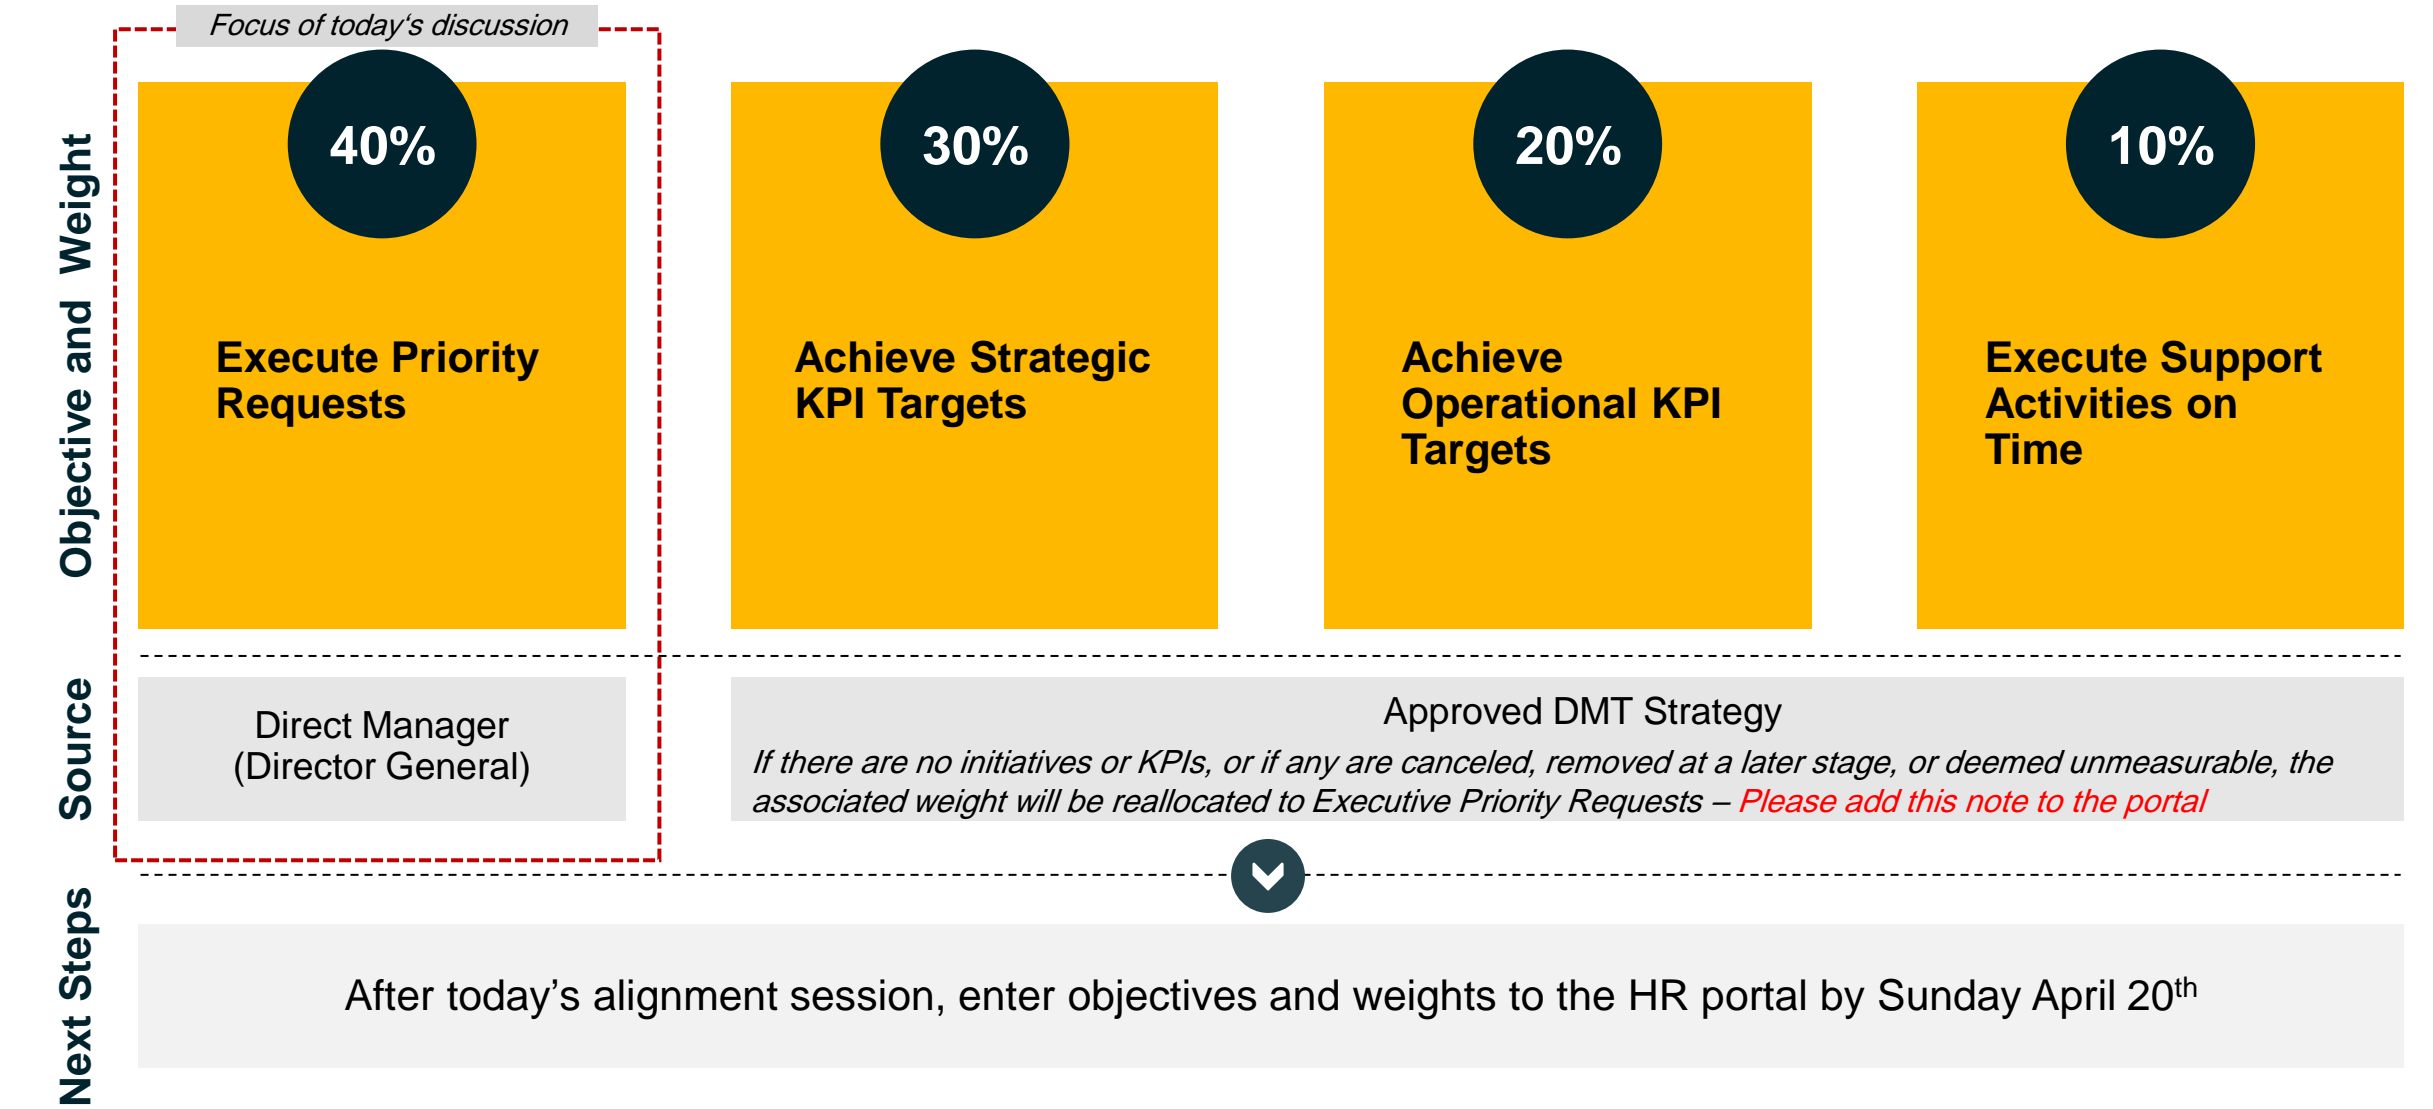 Focus of today‘s discussion
Objective and Weight
40%
Execute Priority
Requests
30%
Achieve Strategic
KPI Targets
20%
Achieve
Operational KPI
Targets
10%
Execute Support
Activities on
Time
Source
Direct Manager
(Director General)
Approved DMT Strategy
If there are no initiatives or KPIs, or if any are canceled, removed at a later stage, or deemed unmeasurable, the
associated weight will be reallocated to Executive Priority Requests – Please add this note to the portal
Next Steps
After today’s alignment session, enter objectives and weights to the HR portal by Sunday April 20th